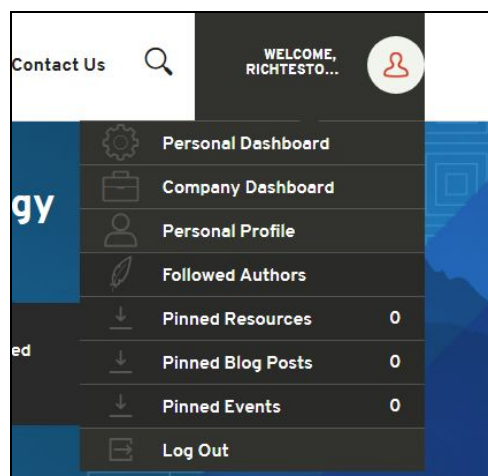 Contact Us
WELCOME,
RICHTESTO...
Personal Dashboard
gy
Company Dashboard
Personal Profile
Followed Authors
Pinned Resources 0
ed
Pinned Blog Posts 0
Pinned Events 0
Log Out